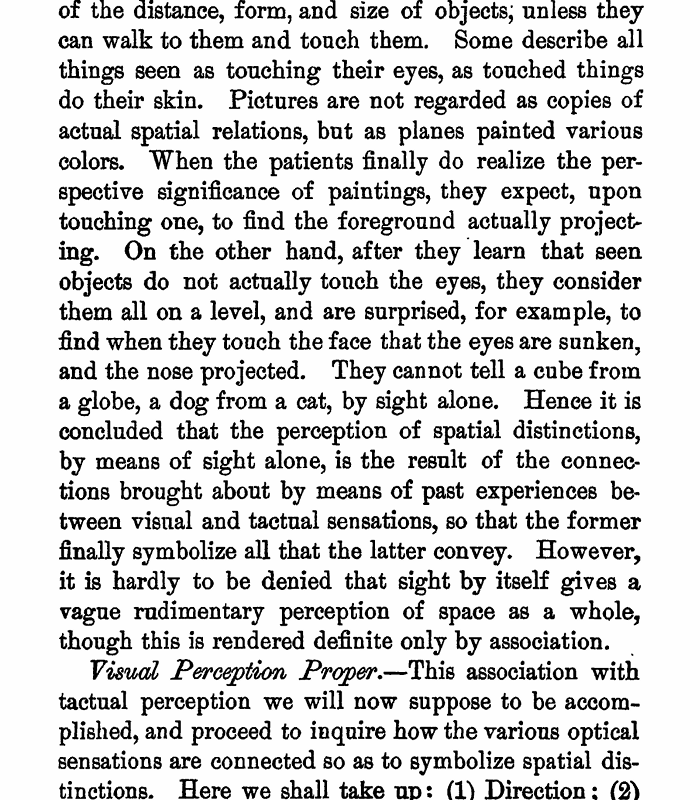 of the distance, form, and size of objects, unless they
can walk to them and touch them. Some describe all
things seen as touching their eyes, as touched things
do their skin. Pictures are not regarded as copies of
actual spatial relations, but as planes painted various
colors. When the patients finally do realize the per-
spective significance of paintings, they expect, upon
touching one, to find the foreground actually project-
ing. On the other hand, after they learn that seen
objects do not actually touch the eyes, they consider
them all on a level, and are surprised, for example, to
find when they touch the face that the eyes are sunken,
and the nose projected. They cannot tell a cube from
a globe, a dog from a cat, by sight alone. Hence it is
concluded that the perception of spatial distinctions,
by means of sight alone, is the result of the connec-
tions brought about by means of past experiences be-
tween visual and tactual sensations, so that the former
finally symbolize all that the latter convey. However,
it is hardly to be denied that sight by itself gives a
vague rudimentary perception of space as a whole,
though this is rendered definite only by association.
Visual Perception Proper.—This association with
tactual perception we will now suppose to be accom-
plished, and proceed to inquire how the various optical
sensations are connected so as to symbolize spatial dis-
tinctions. Here we shall take up: (1) Direction; (2)